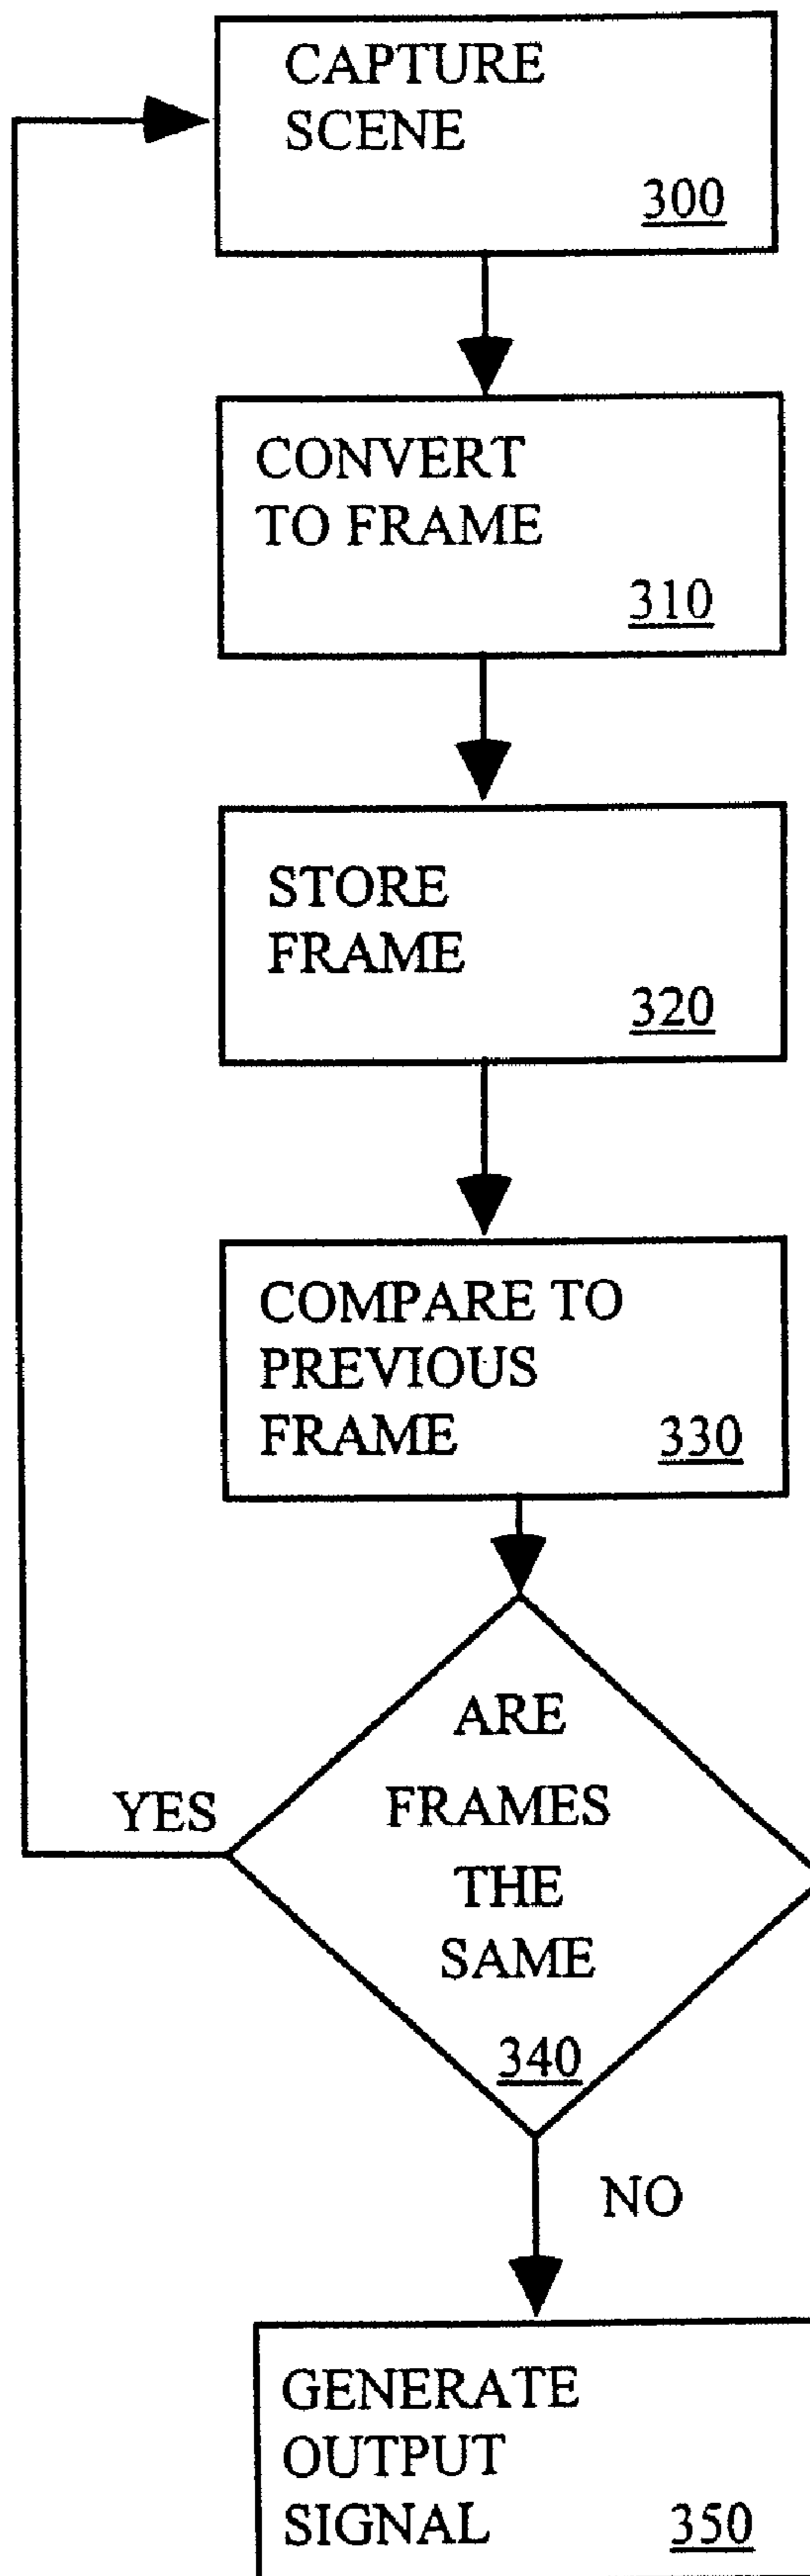 CAPTURE
SCENE
300
CONVERT
TO FRAME
310
STORE
FRAME
320
COMPARE TO
PREVIOUS
FRAME 330
ARE
FRAMES
THE
SAME
340
YES
NO
GENERATE
OUTPUT
SIGNAL 350